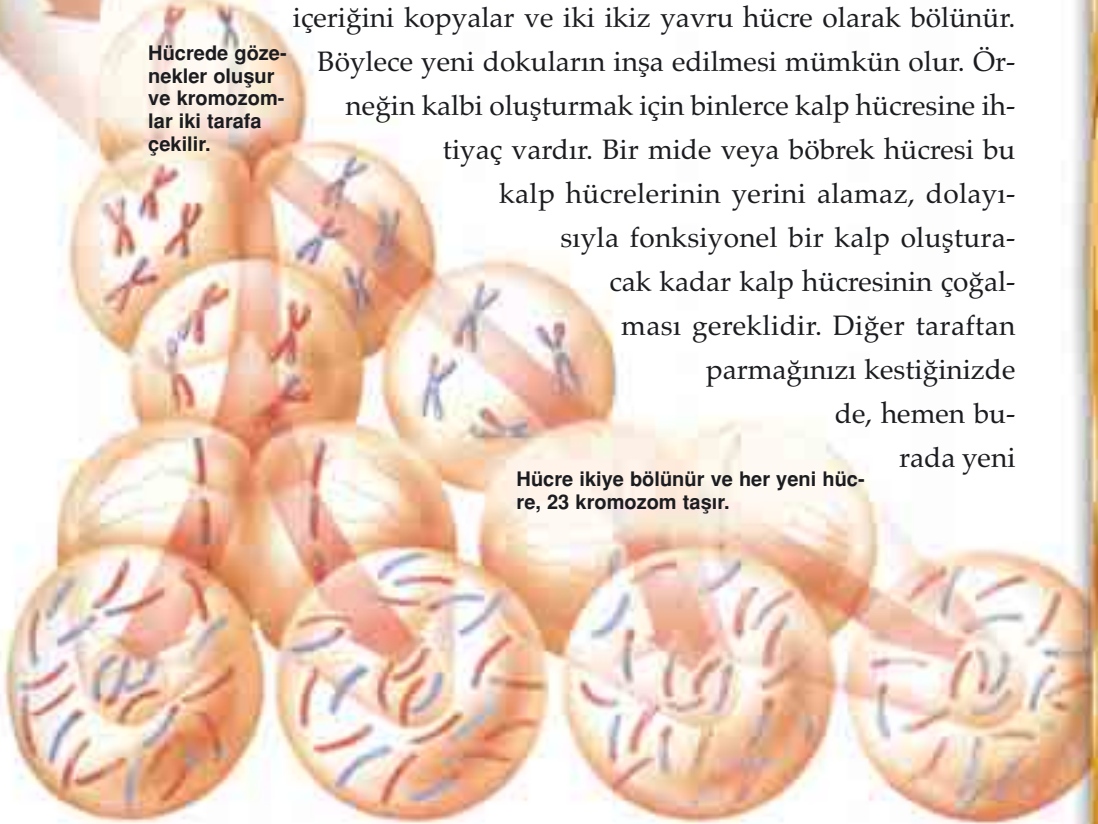 içeriğini kopyalar ve iki ikiz yavru hücre olarak bölünür.
Böylece yeni dokuların inşa edilmesi mümkün olur. Ör-
neğin kalbi oluşturmak için binlerce kalp hücresine ih-
tiyaç vardır. Bir mide veya böbrek hücresi bu
kalp hücrelerinin yerini alamaz, dolayı-
sıyla fonksiyonel bir kalp oluştura-
cak kadar kalp hücresinin çoğal-
ması gereklidir. Diğer taraftan
parmağınızı kestiğinizde
de, hemen bu-
rada yeni
Hücrede göze-
nekler oluşur
ve kromozom-
lar iki tarafa
çekilir.
Hücre ikiye bölünür ve her yeni hüc-
re, 23 kromozom taşır.